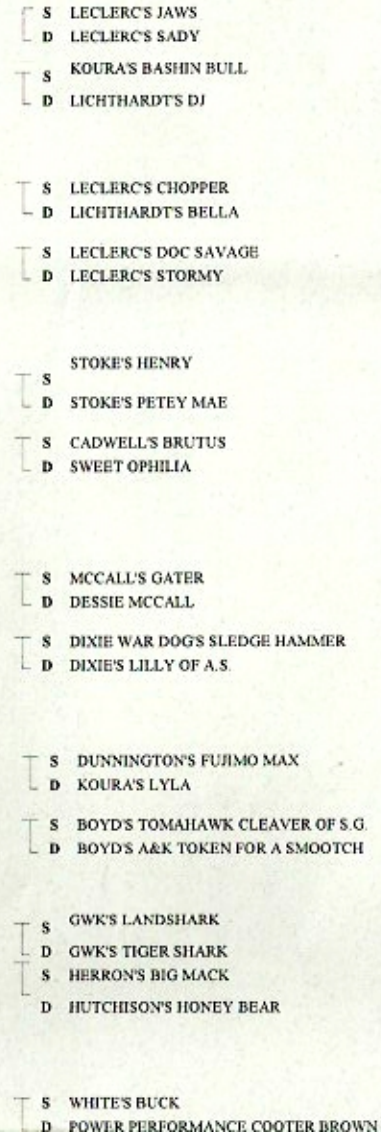 S LECLERC'S JAWS
D LECLERC'S SADY
S KOURA'S BASHIN BULL
D LICHTHARDT'S DJ
S LECLERC'S CHOPPER
D LICHTHARDT'S BELLA
S LECLERC'S DOC SAVAGE
D LECLERC'S STORMY
STOKE'S HENRY
S
D STOKE'S PETEY MAE
S CADWELL'S BRUTUS
D SWEET OPHILIA
S MCCALL'S GATER
D DESSIE MCCALL
S DIXIE WAR DOG'S SLEDGE HAMMER
D DIXIE'S LILLY OF A.S.
S DUNNINGTON'S FUJIMO MAX
D KOURA'S LYLA
S BOYD'S TOMAHAWK CLEAVER OF S.G.
D BOYD'S A&K TOKEN FOR A SMOOTCH
S GWK'S LANDSHARK
D GWK'S TIGER SHARK
S HERRON'S BIG MACK
D HUTCHISON'S HONEY BEAR
S WHITE'S BUCK
D POWER PERFORMANCE COOTER BROWN